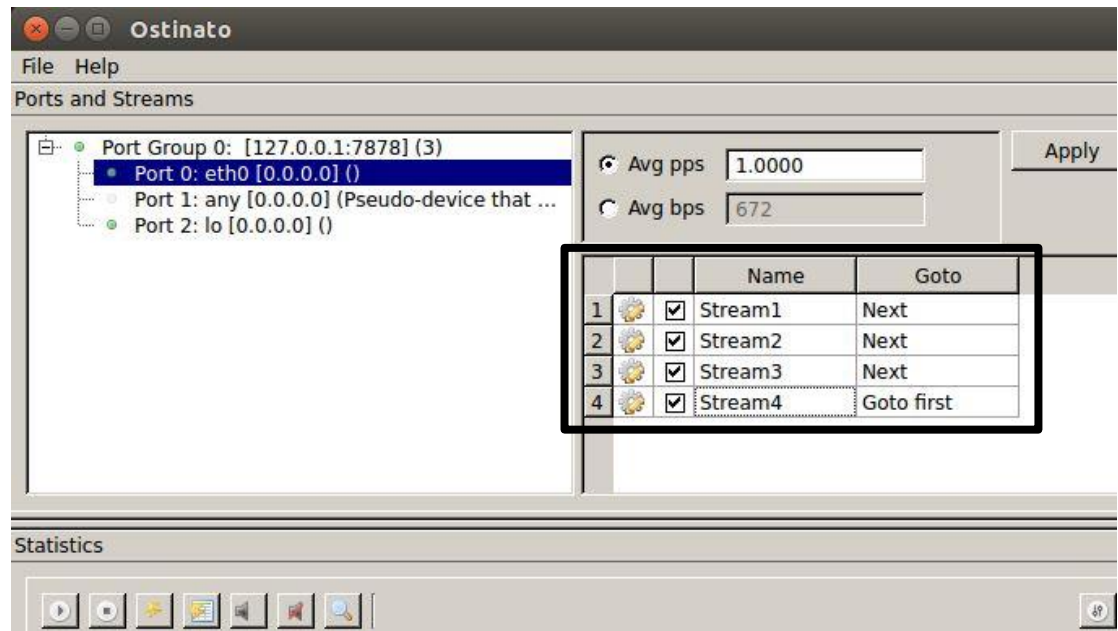 Ostinato
File Help
Ports and Streams
Port Group 0: [127.0.0.1:7878] (3)
Port 0: eth0 [0.0.0.0] ()
Port 1: any [0.0.0.0] (Pseudo-device that ...
Port 2: lo [0.0.0.0] ()
Avg pps 1.0000
Avg bps 672
Apply
Name Goto
1 Stream1 Next
2 Stream2 Next
3 Stream3 Next
4 Stream4 Goto first
Statistics